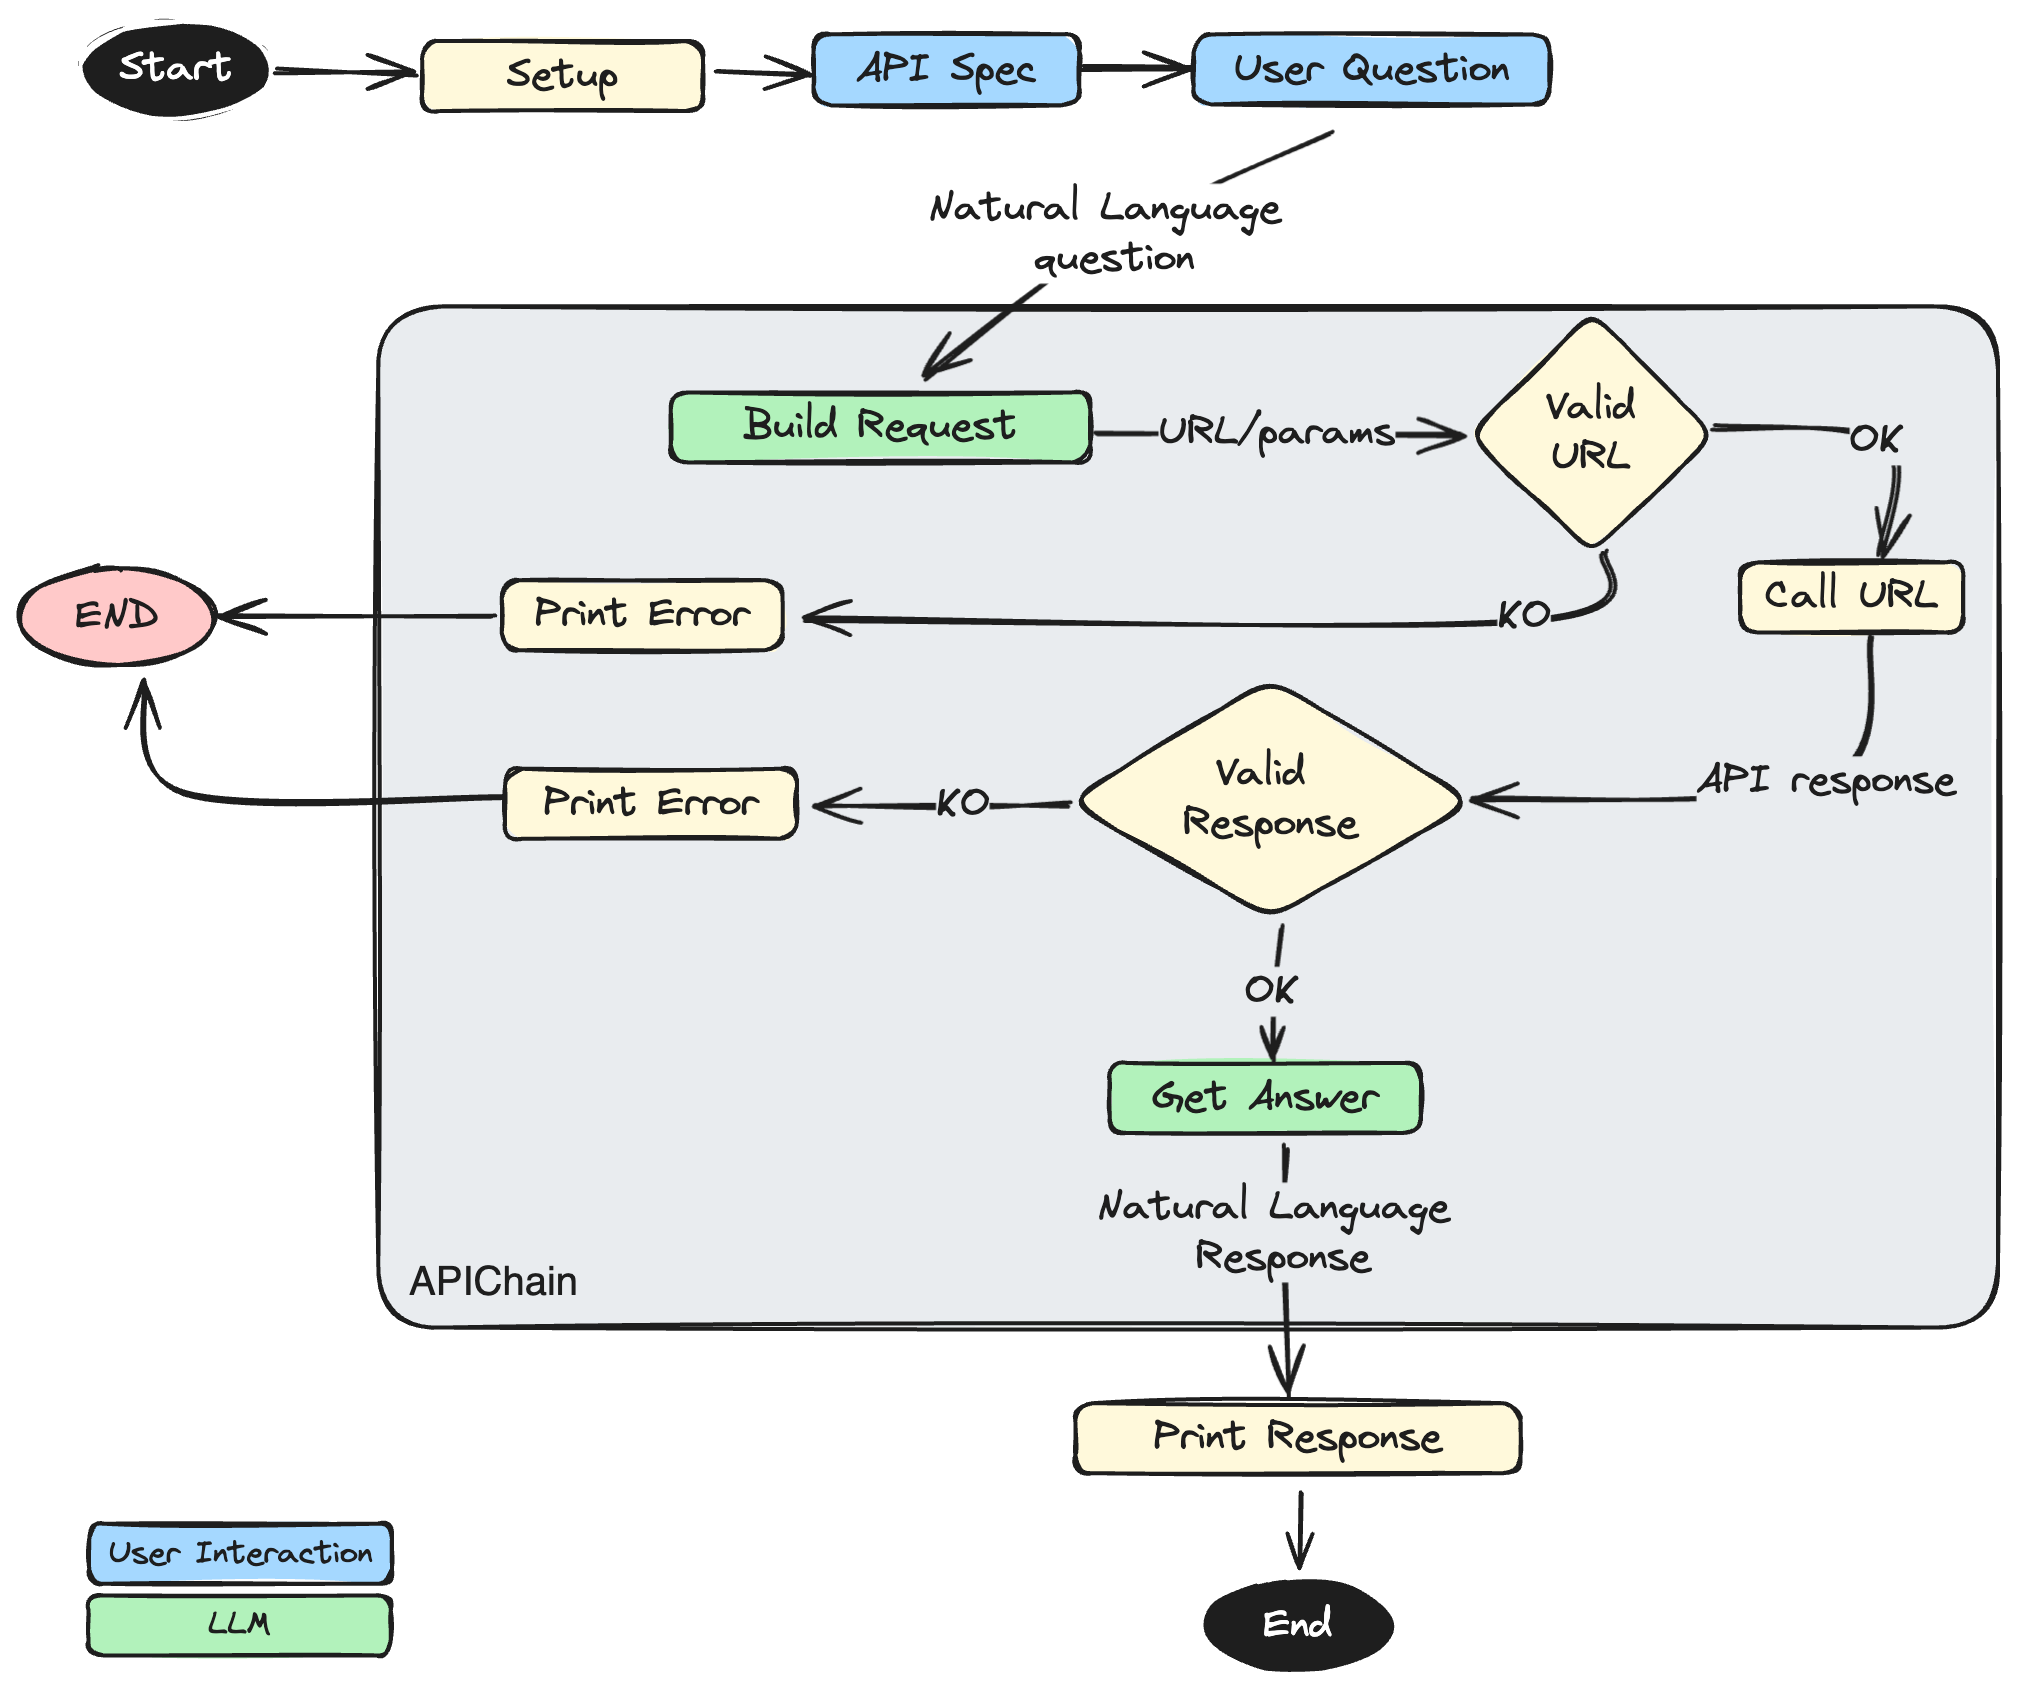 Start
Setup
API Spec
User Question
Natural Language
question
Build Request
URL/params
Valid
URL
OK
Call URL
KO
Print Error
END
API response
Valid
Response
KO
Print Error
OK
Get Answer
Natural Language
Response
APIChain
Print Response
End
User Interaction
LLM